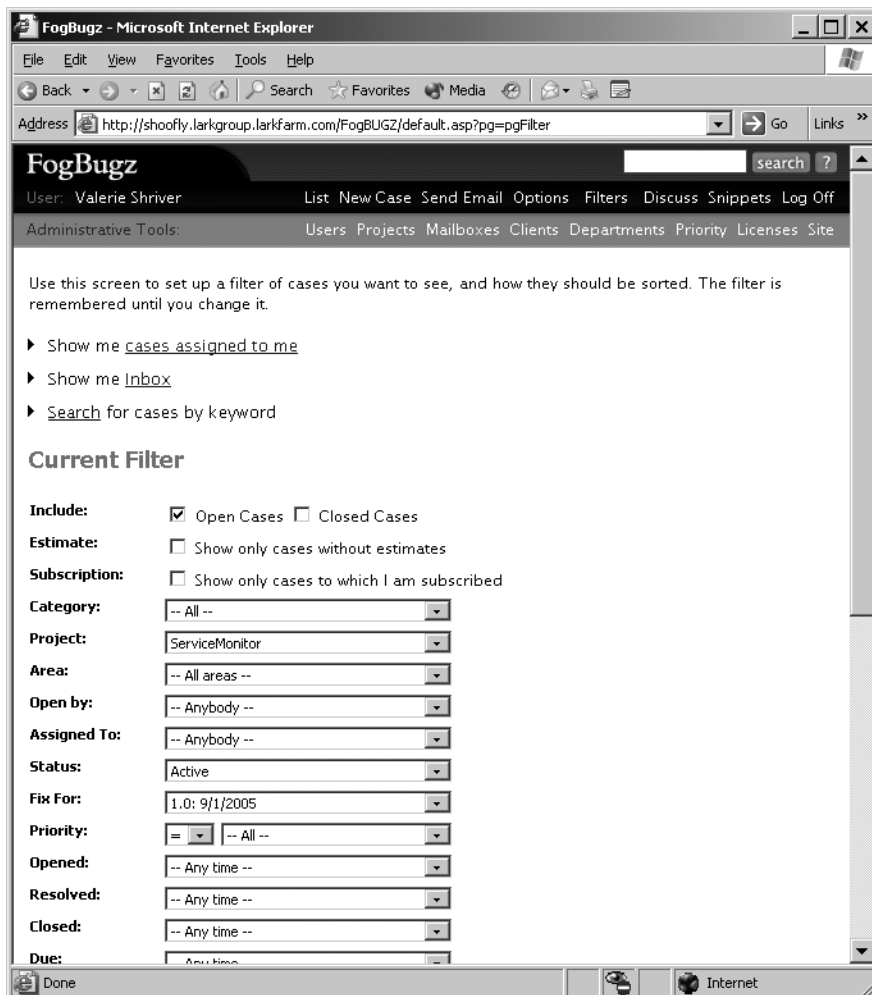 FogBugz - Microsoft Internet Explorer
File Edit View Favorites Tools Help
Back Search Favorites Media
Address http://shoofly.larkgroup.larkfarm.com/FogBUGZ/default.asp?pg=pgFilter Go Links »
FogBugz search ?
User: Valerie Shriver List New Case Send Email Options Filters Discuss Snippets Log Off
Administrative Tools: Users Projects Mailboxes Clients Departments Priority Licenses Site
Use this screen to set up a filter of cases you want to see, and how they should be sorted. The filter is
remembered until you change it.
Show me cases assigned to me
Show me Inbox
Search for cases by keyword
Current Filter
Include: Open Cases Closed Cases
Estimate: Show only cases without estimates
Subscription: Show only cases to which I am subscribed
Category: -- All --
Project: ServiceMonitor
Area: -- All areas --
Open by: -- Anybody --
Assigned To: -- Anybody --
Status: Active
Fix For: 1.0: 9/1/2005
Priority: = -- All --
Opened: -- Any time --
Resolved: -- Any time --
Closed: -- Any time --
Due: -- Any time --
Done Internet